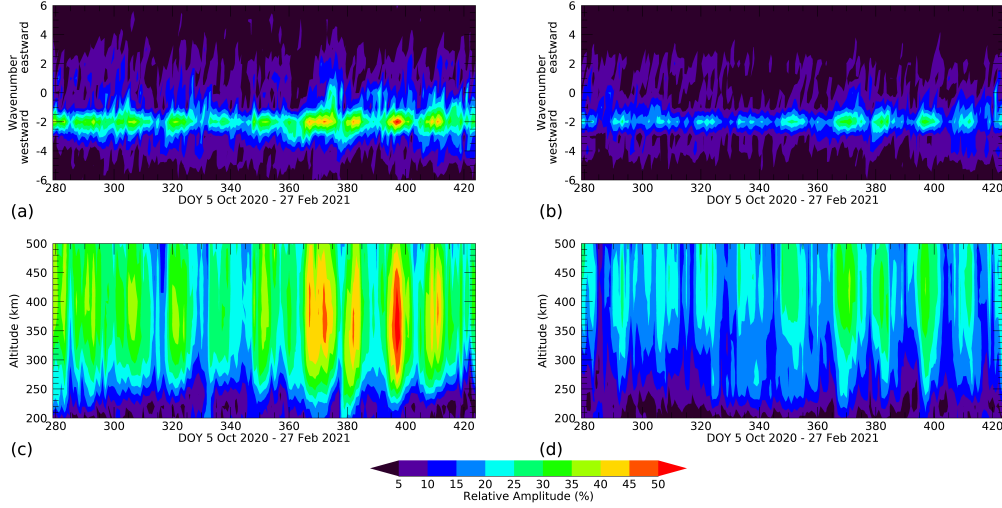 6
4
2
0
-2
-4
-6
Wavenumber
westward eastward
280 300 320 340 360 380 400 420
DOY 5 Oct 2020 - 27 Feb 2021
(a)
6
4
2
0
-2
-4
-6
Wavenumber
westward eastward
280 300 320 340 360 380 400 420
DOY 5 Oct 2020 - 27 Feb 2021
(b)
500
450
400
350
300
250
200
Altitude (km)
280 300 320 340 360 380 400 420
DOY 5 Oct 2020 - 27 Feb 2021
(c)
500
450
400
350
300
250
200
Altitude (km)
280 300 320 340 360 380 400 420
DOY 5 Oct 2020 - 27 Feb 2021
(d)
5 10 15 20 25 30 35 40 45 50
Relative Amplitude (%)